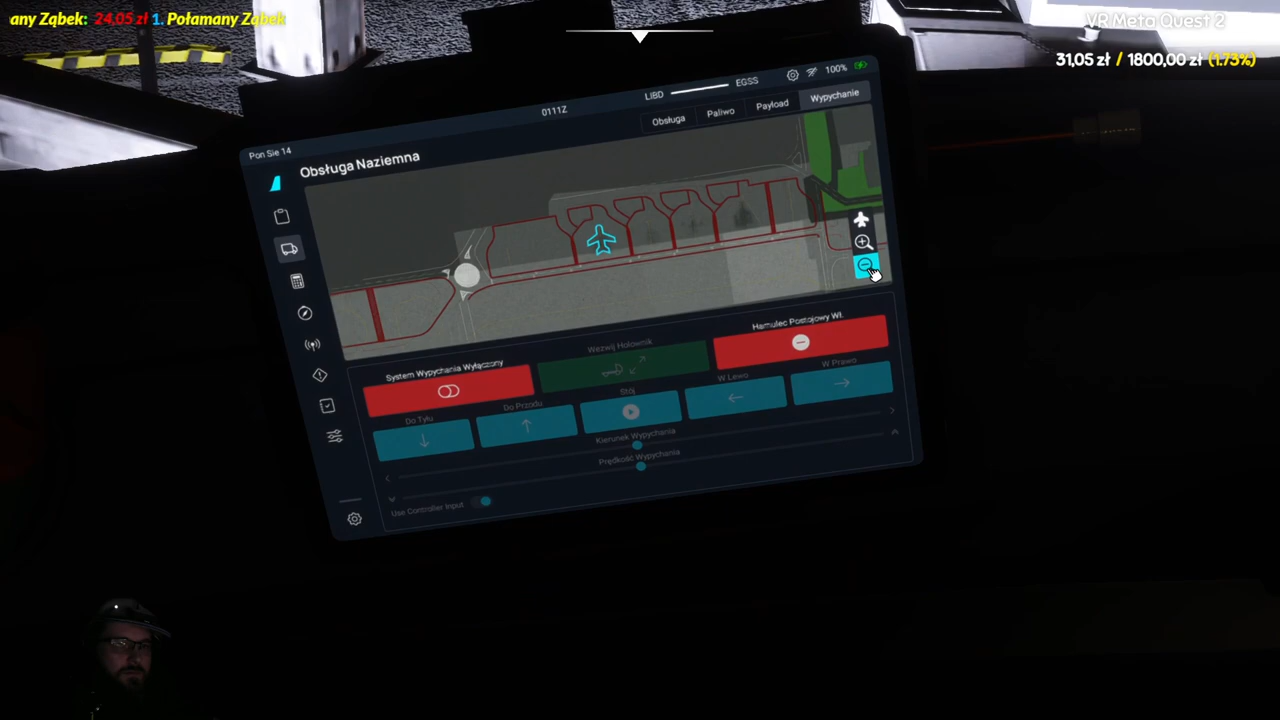 any Ząbek: 24,05 zł 1. Połamany Ząbek
VR Meta Quest 2
31,05 zł / 1800,00 zł (1.73%)
Pon Sie 14
0111Z
LIBD
EGSS
100%
Obsługa Naziemna
Obsługa
Paliwo
Payload
Wypychanie
System Wypychania Wyłączony
Wezwij Holownik
Hamulec Postojowy Wł.
Do Tyłu
Do Przodu
Stój
W Lewo
W Prawo
Kierunek Wypychania
Prędkość Wypychania
Use Controller Input